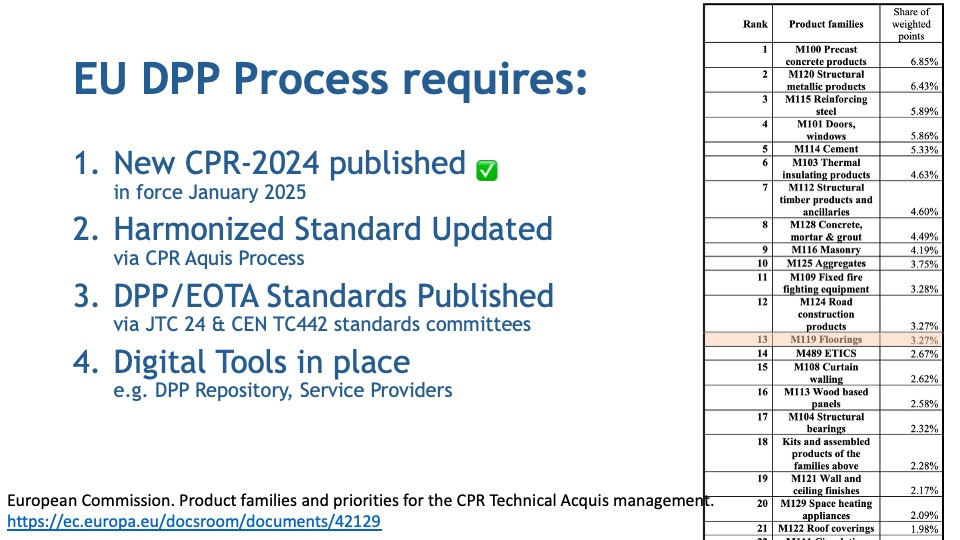 EU DPP Process requires:
1. New CPR-2024 published ✅
in force January 2025
2. Harmonized Standard Updated
via CPR Aquis Process
3. DPP/EOTA Standards Published
via JTC 24 & CEN TC442 standards committees
4. Digital Tools in place
e.g. DPP Repository, Service Providers
European Commission. Product families and priorities for the CPR Technical Acquis management.
https://ec.europa.eu/docsroom/documents/42129
Rank Product families Share of
weighted
points
1 M100 Precast
concrete products 6.85%
2 M120 Structural
metallic products 6.43%
3 M115 Reinforcing
steel 5.89%
4 M101 Doors,
windows 5.86%
5 M114 Cement 5.33%
6 M103 Thermal
insulating products 4.63%
7 M112 Structural
timber products and
ancillaries 4.60%
8 M128 Concrete,
mortar & grout 4.49%
9 M116 Masonry 4.19%
10 M125 Aggregates 3.75%
11 M109 Fixed fire
fighting equipment 3.28%
12 M124 Road
construction
products 3.27%
13 M119 Floorings 3.27%
14 M489 ETICS 2.67%
15 M108 Curtain
walling 2.62%
16 M113 Wood based
panels 2.58%
17 M104 Structural
bearings 2.32%
18 Kits and assembled
products of the
families above 2.28%
19 M121 Wall and
ceiling finishes 2.17%
20 M129 Space heating
appliances 2.09%
21 M122 Roof coverings 1.98%